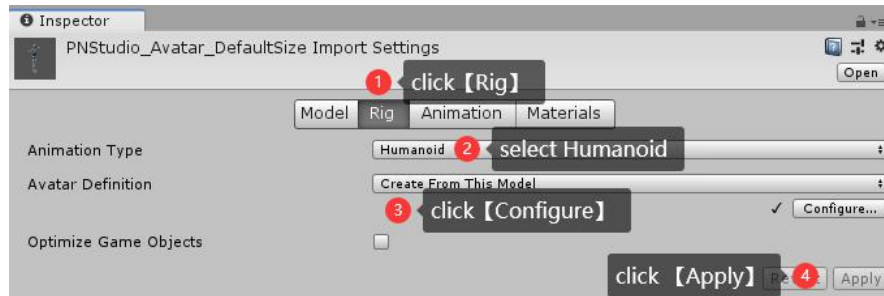 Inspector
PNStudio_Avatar_DefaultSize Import Settings
Open
1 click【Rig】
Model Rig Animation Materials
Animation Type Humanoid 2 select Humanoid
Avatar Definition Create From This Model
3 click【Configure】 ✓ Configure...
Optimize Game Objects
click 【Apply】 4 Apply